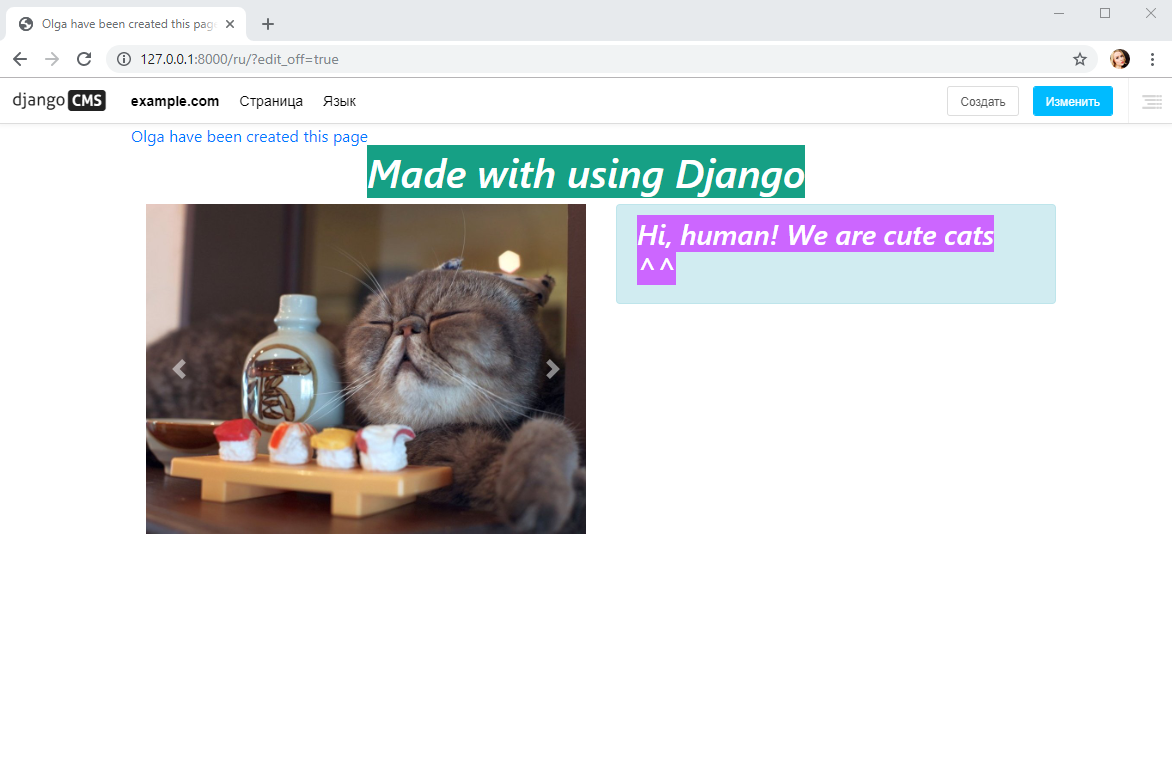 Olga have been created this pag
127.0.0.1:8000/ru/?edit_off=true
django CMS example.com Страница Язык Создать Изменить
Olga have been created this page
Made with using Django
Hi, human! We are cute cats
^^
福